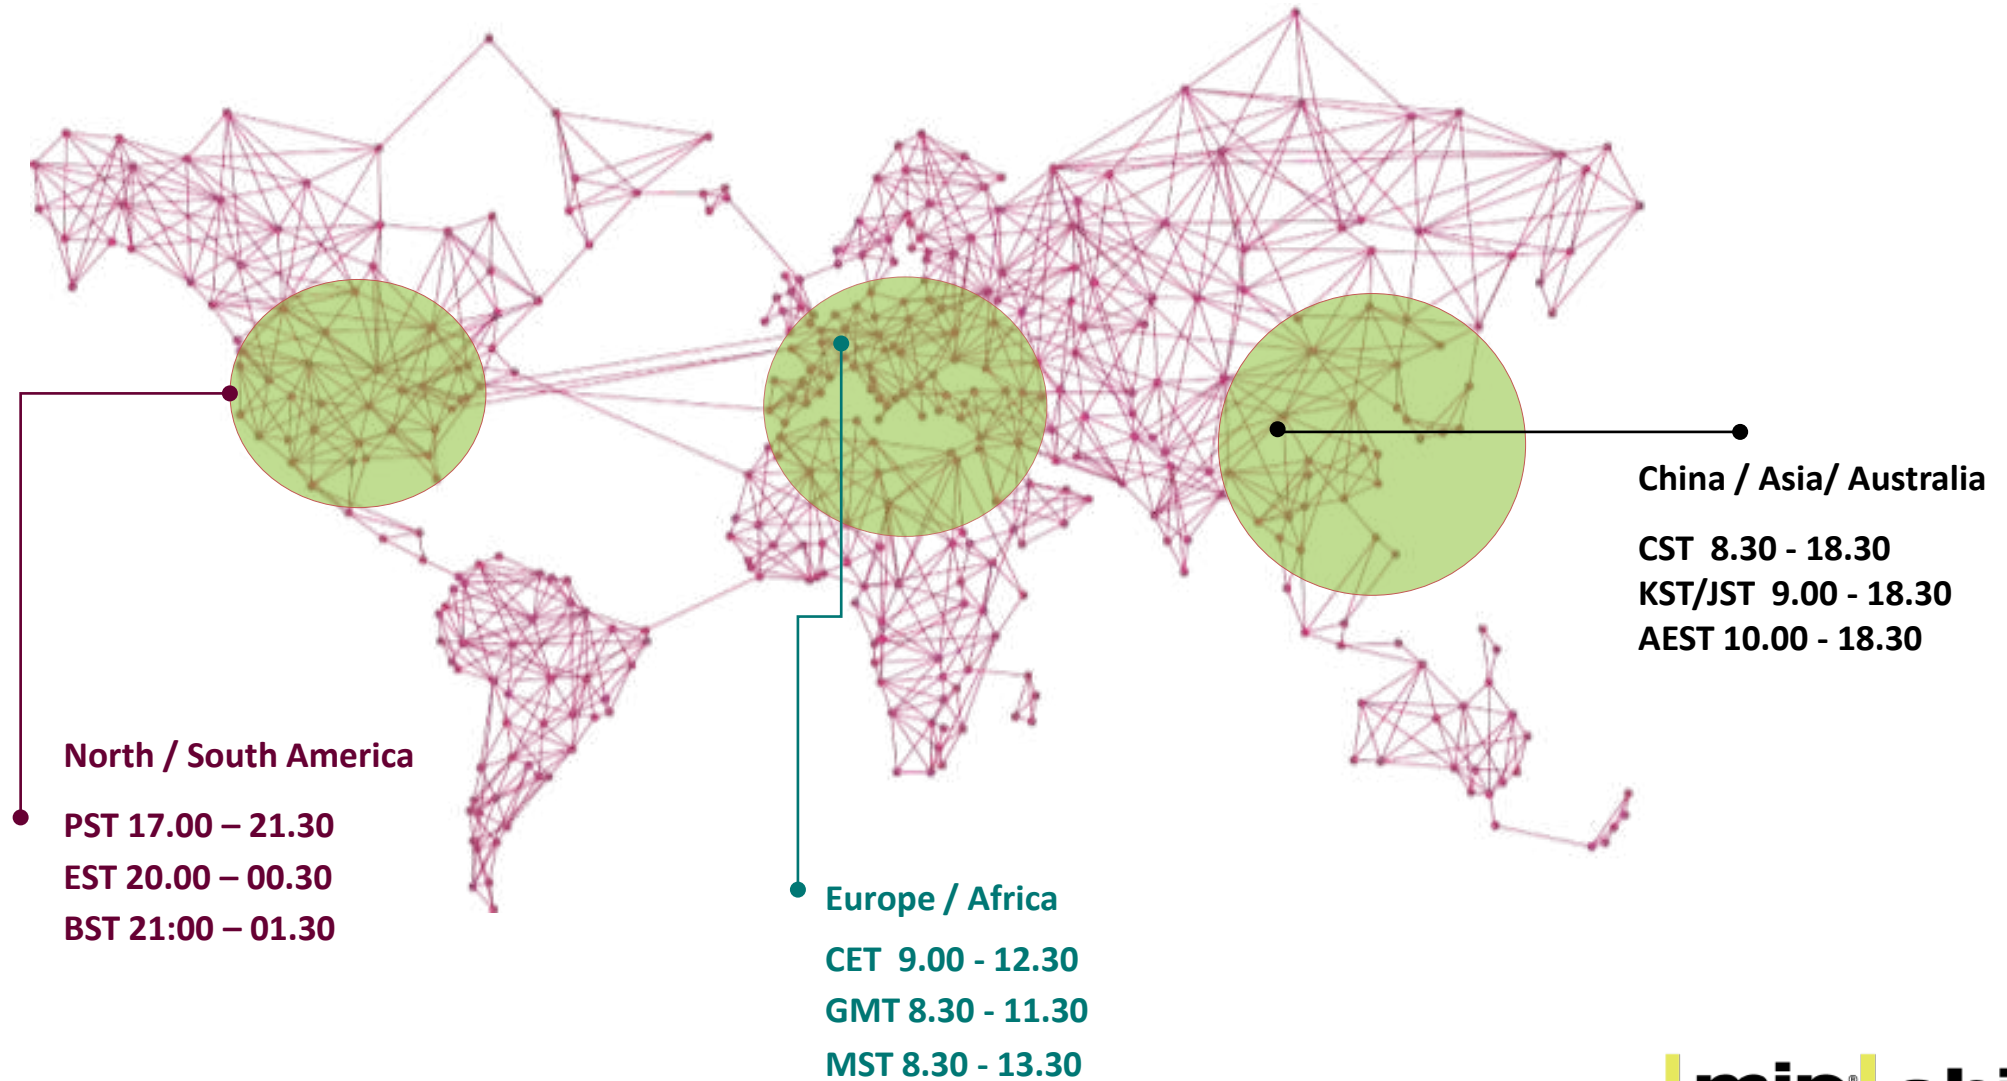 China / Asia/ Australia
CST 8.30 - 18.30
KST/JST 9.00 - 18.30
AEST 10.00 - 18.30
North / South America
PST 17.00 – 21.30
EST 20.00 – 00.30
BST 21:00 – 01.30
Europe / Africa
CET 9.00 - 12.30
GMT 8.30 - 11.30
MST 8.30 - 13.30